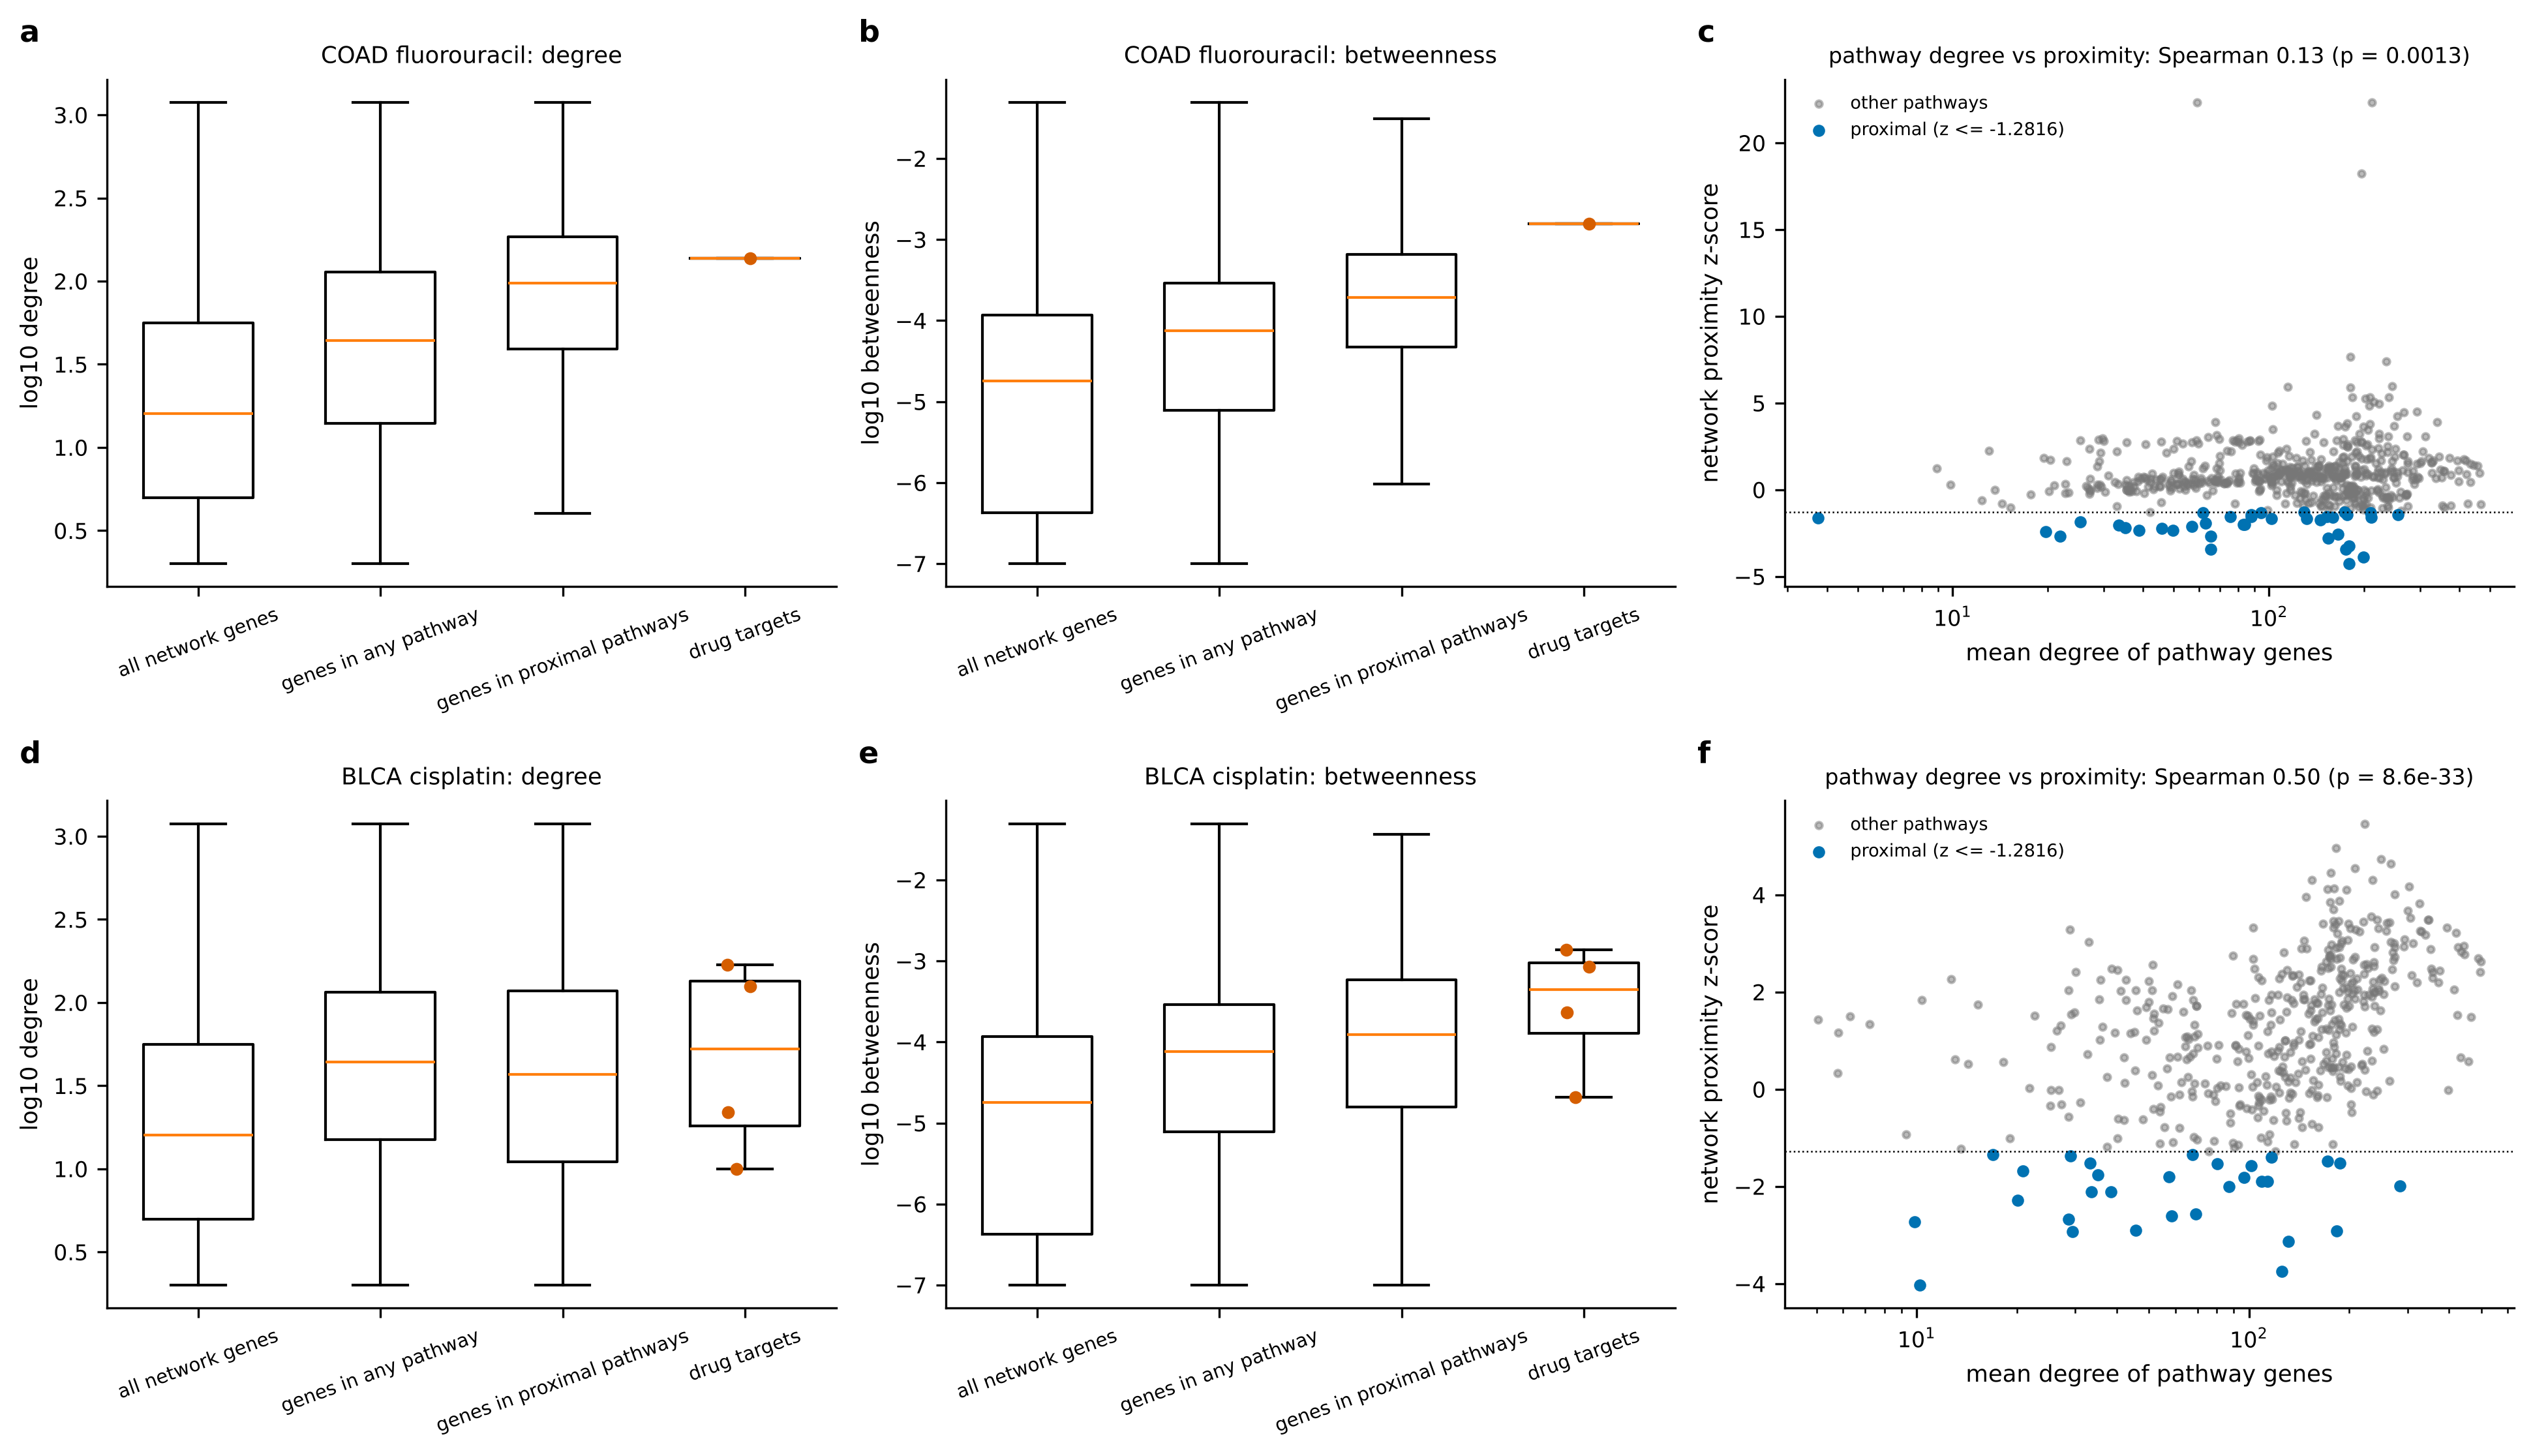 a
COAD fluorouracil: degree
log10 degree
3.0
2.5
2.0
1.5
1.0
0.5
all network genes
genes in any pathway
genes in proximal pathways
drug targets
b
COAD fluorouracil: betweenness
log10 betweenness
−2
−3
−4
−5
−6
−7
all network genes
genes in any pathway
genes in proximal pathways
drug targets
c
pathway degree vs proximity: Spearman 0.13 (p = 0.0013)
other pathways
proximal (z <= -1.2816)
network proximity z-score
20
15
10
5
0
−5
10¹
10²
mean degree of pathway genes
d
BLCA cisplatin: degree
log10 degree
3.0
2.5
2.0
1.5
1.0
0.5
all network genes
genes in any pathway
genes in proximal pathways
drug targets
e
BLCA cisplatin: betweenness
log10 betweenness
−2
−3
−4
−5
−6
−7
all network genes
genes in any pathway
genes in proximal pathways
drug targets
f
pathway degree vs proximity: Spearman 0.50 (p = 8.6e-33)
other pathways
proximal (z <= -1.2816)
network proximity z-score
4
2
0
−2
−4
10¹
10²
mean degree of pathway genes